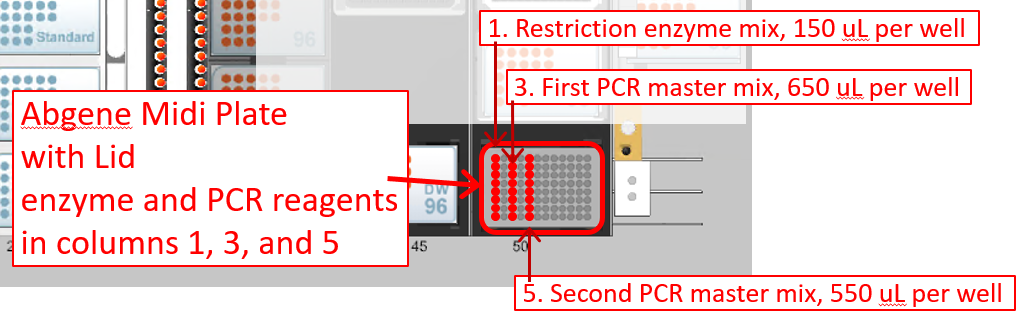 1. Restriction enzyme mix, 150 uL per well
Standard
96
3. First PCR master mix, 650 uL per well
Abgene Midi Plate
with Lid
enzyme and PCR reagents
in columns 1, 3, and 5
DW
96
2
45
50
5. Second PCR master mix, 550 uL per well